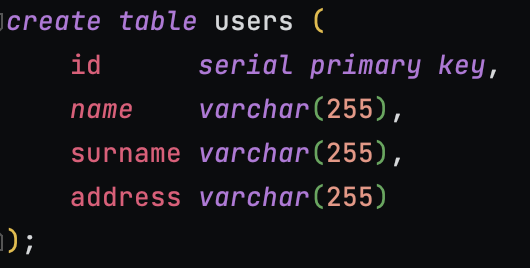 create table users (
    id      serial primary key,
    name    varchar(255),
    surname varchar(255),
    address varchar(255)
);